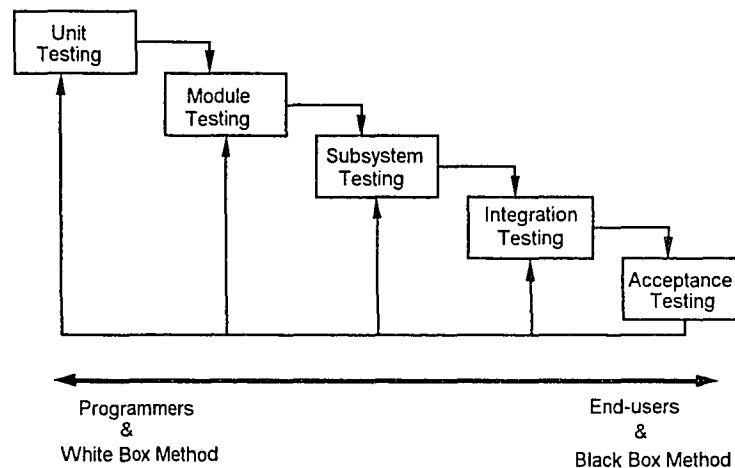 Unit
Testing
Module
Testing
Subsystem
Testing
Integration
Testing
Acceptance
Testing
Programmers
&
White Box Method
End-users
&
Black Box Method